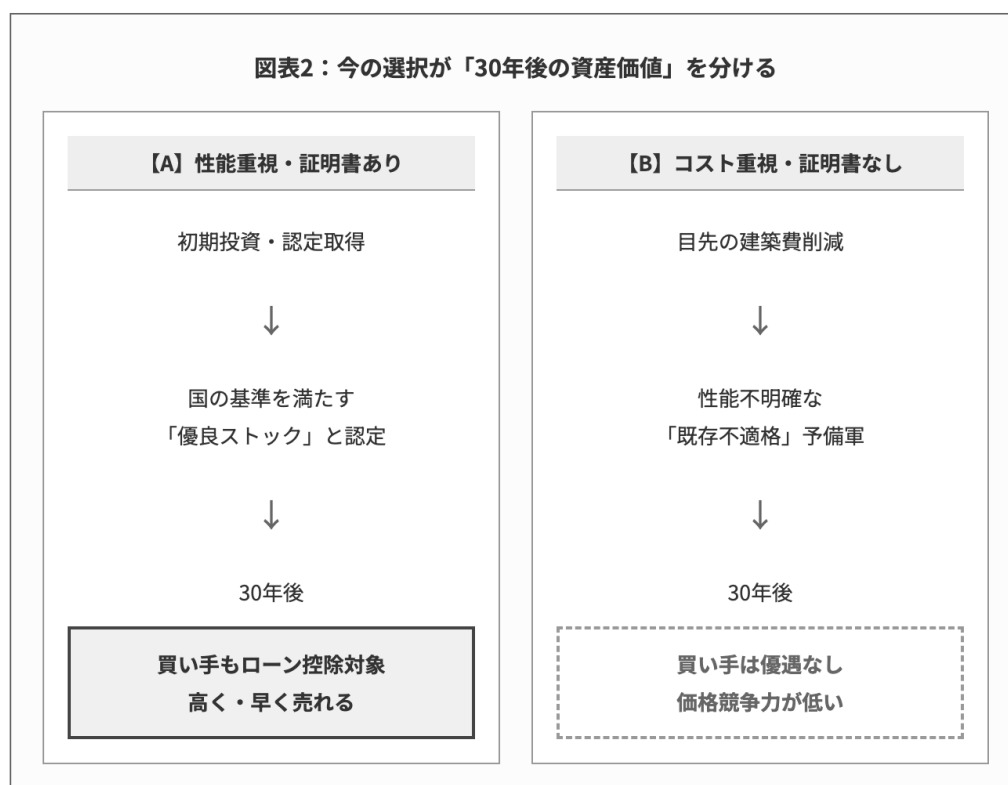 図表2：今の選択が「30年後の資産価値」を分ける
【A】性能重視・証明書あり
初期投資・認定取得
↓
国の基準を満たす
「優良ストック」と認定
↓
30年後
買い手もローン控除対象
高く・早く売れる
【B】コスト重視・証明書なし
目先の建築費削減
↓
性能不明確な
「既存不適格」予備軍
↓
30年後
買い手は優遇なし
価格競争力が低い